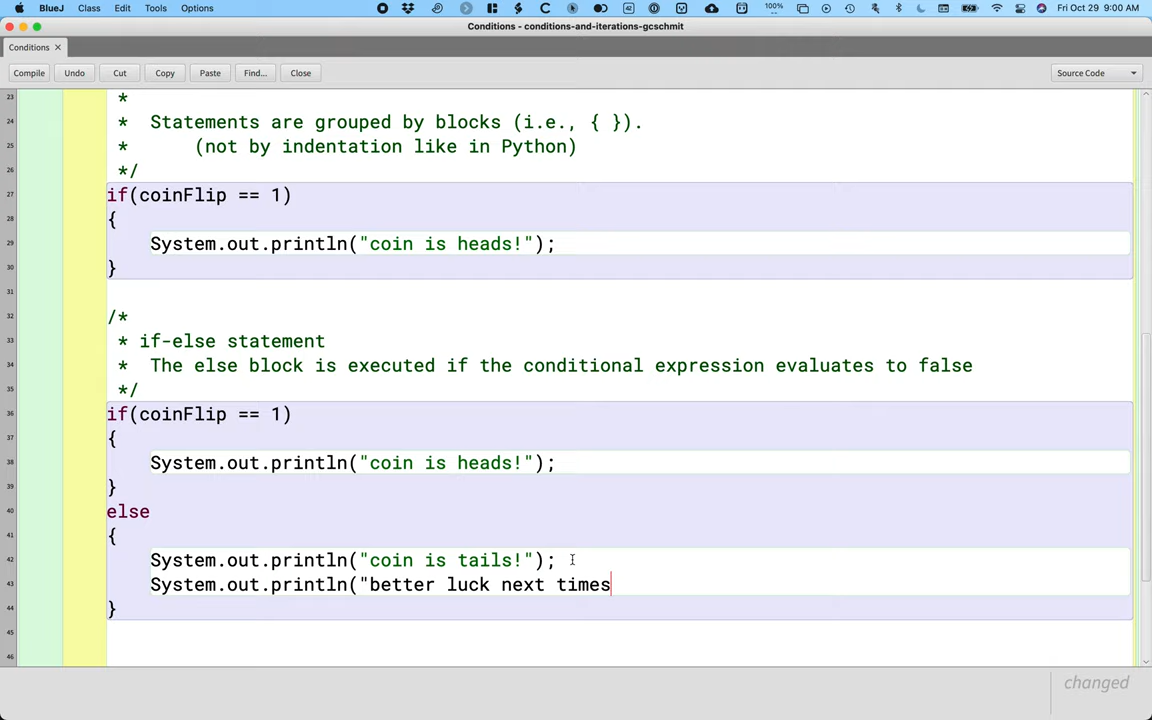 BlueJ Class Edit Tools Options 100% Fri Oct 29 9:00 AM
Conditions - conditions-and-iterations-gcschmit
Conditions ×
Compile Undo Cut Copy Paste Find... Close Source Code
23 *
24 * Statements are grouped by blocks (i.e., { }).
25 * (not by indentation like in Python)
26 */
27 if(coinFlip == 1)
28 {
29 System.out.println("coin is heads!");
30 }
31
32 /*
33 * if-else statement
34 * The else block is executed if the conditional expression evaluates to false
35 */
36 if(coinFlip == 1)
37 {
38 System.out.println("coin is heads!");
39 }
40 else
41 {
42 System.out.println("coin is tails!");
43 System.out.println("better luck next times
44 }
45
46
changed